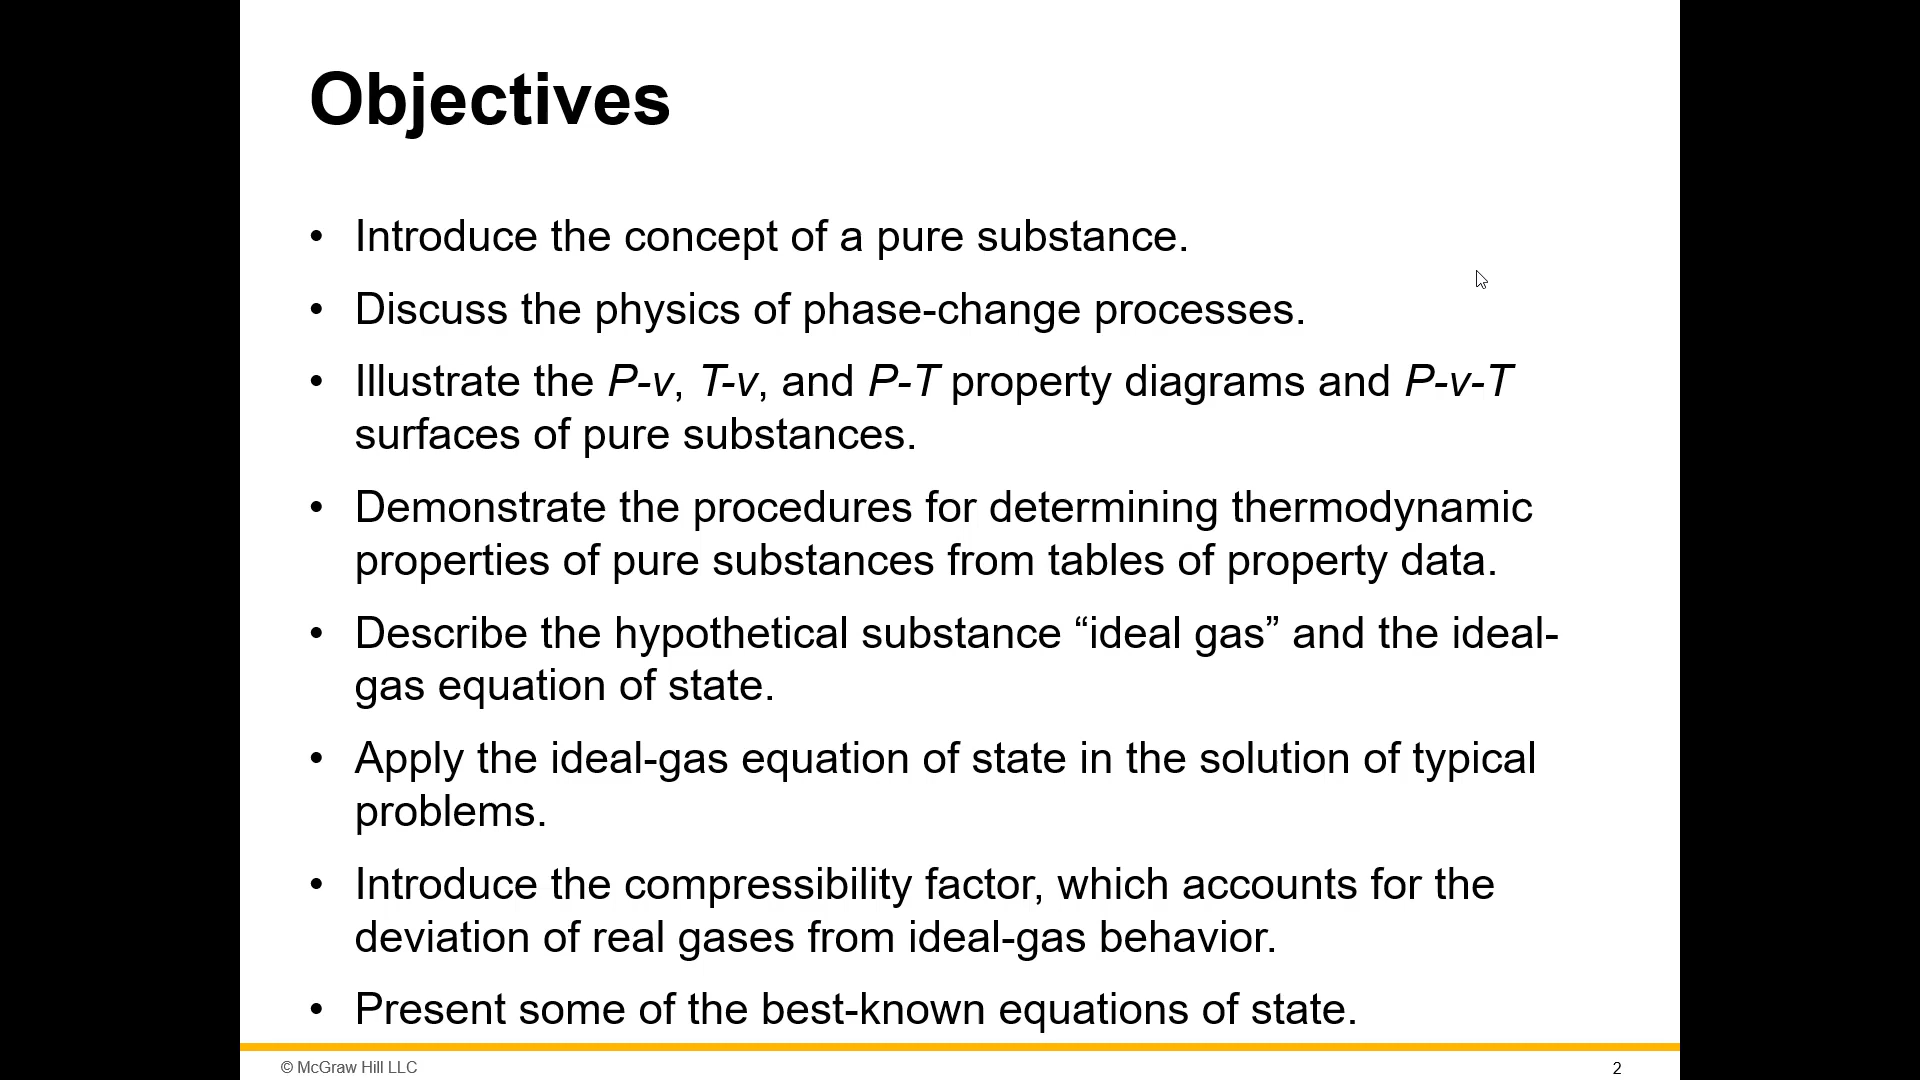 Objectives
• Introduce the concept of a pure substance.
• Discuss the physics of phase-change processes.
• Illustrate the P-v, T-v, and P-T property diagrams and P-v-T
surfaces of pure substances.
• Demonstrate the procedures for determining thermodynamic
properties of pure substances from tables of property data.
• Describe the hypothetical substance “ideal gas” and the ideal-
gas equation of state.
• Apply the ideal-gas equation of state in the solution of typical
problems.
• Introduce the compressibility factor, which accounts for the
deviation of real gases from ideal-gas behavior.
• Present some of the best-known equations of state.
© McGraw Hill LLC
2